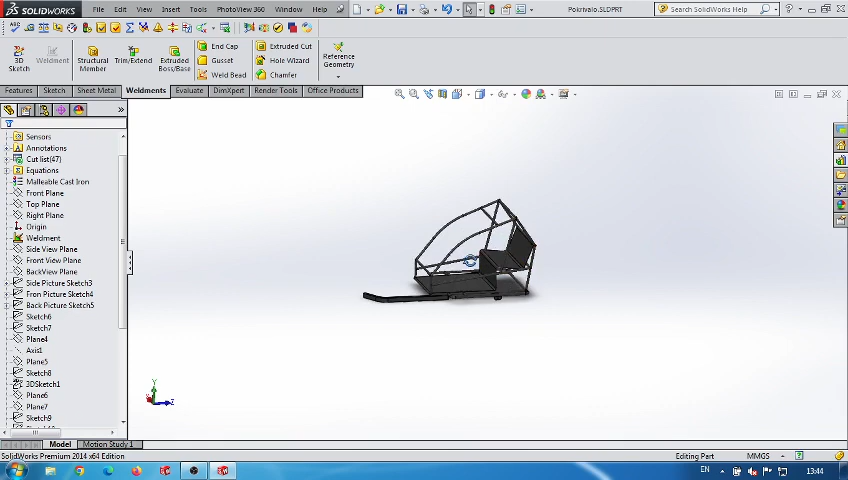 SOLIDWORKS File Edit View Insert Tools PhotoView 360 Window Help Pokrivalo.SLDPRT Search SolidWorks Help
3D Sketch Weldment Structural Member Trim/Extend Extruded Boss/Base End Cap Gusset Weld Bead Extruded Cut Hole Wizard Chamfer Reference Geometry
Features Sketch Sheet Metal Weldments Evaluate DimXpert Render Tools Office Products
Sensors
Annotations
Cut list(47)
Equations
Malleable Cast Iron
Front Plane
Top Plane
Right Plane
Origin
Weldment
Side View Plane
Front View Plane
BackView Plane
Side Picture Sketch3
Fron Picture Sketch4
Back Picture Sketch5
Sketch6
Sketch7
Plane4
Axis1
Plane5
Sketch8
3DSketch1
Plane6
Plane7
Sketch9
Y
Z
Model Motion Study 1
SolidWorks Premium 2014 x64 Edition Editing Part MMGS
EN 13:44